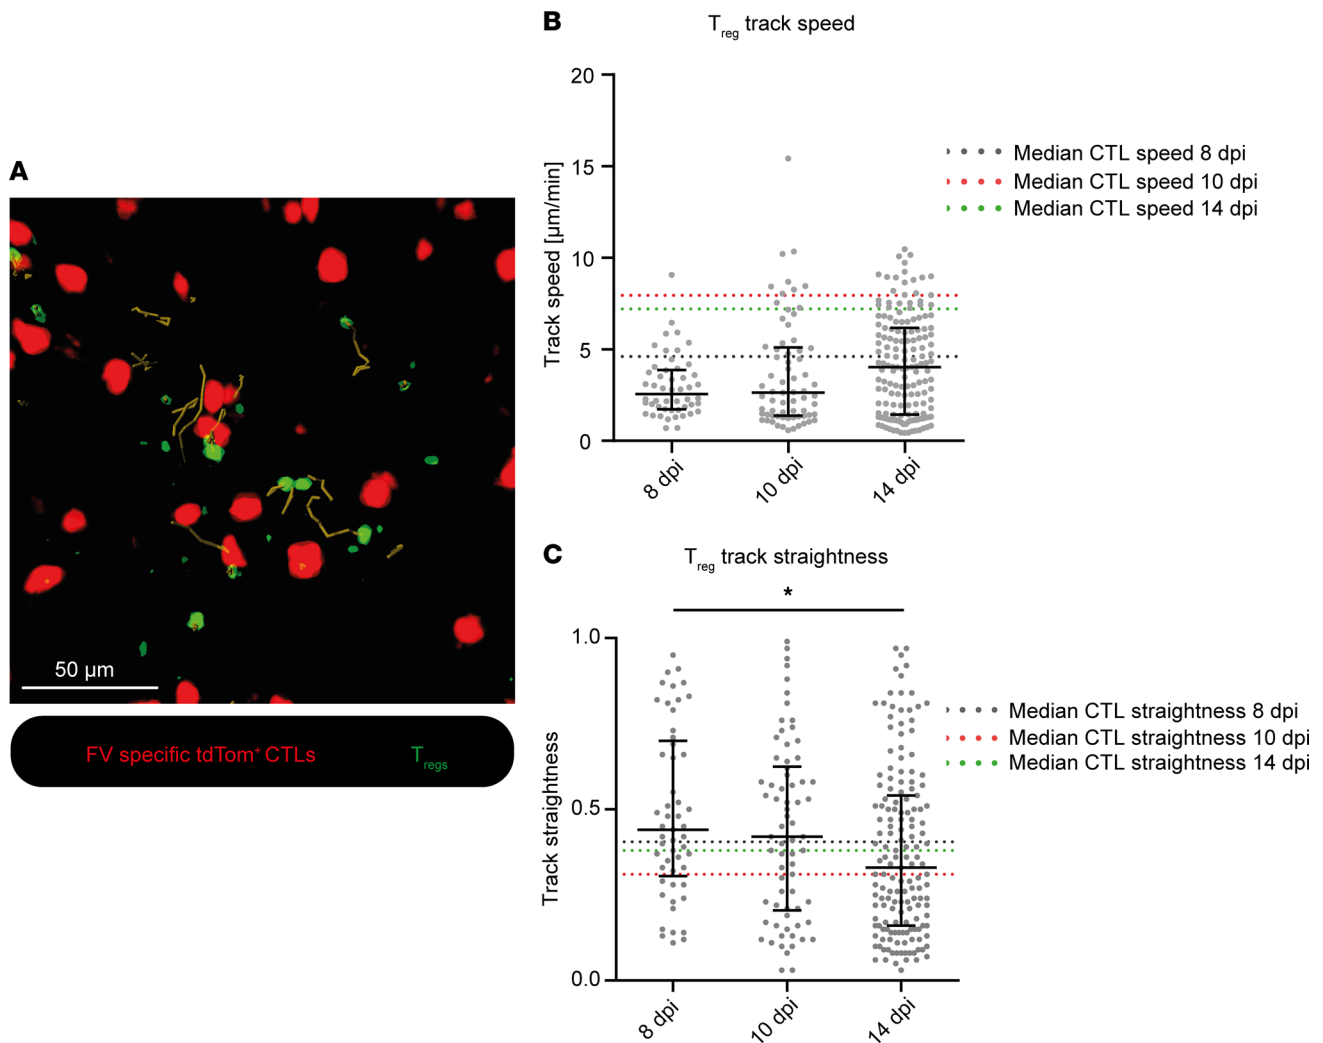 A
50 µm
FV specific tdTom+ CTLs
Tregs
B
Treg track speed
Track speed [µm/min]
20
15
10
5
0
8 dpi
10 dpi
14 dpi
Median CTL speed 8 dpi
Median CTL speed 10 dpi
Median CTL speed 14 dpi
C
Treg track straightness
*
Track straightness
1.0
0.5
0.0
8 dpi
10 dpi
14 dpi
Median CTL straightness 8 dpi
Median CTL straightness 10 dpi
Median CTL straightness 14 dpi